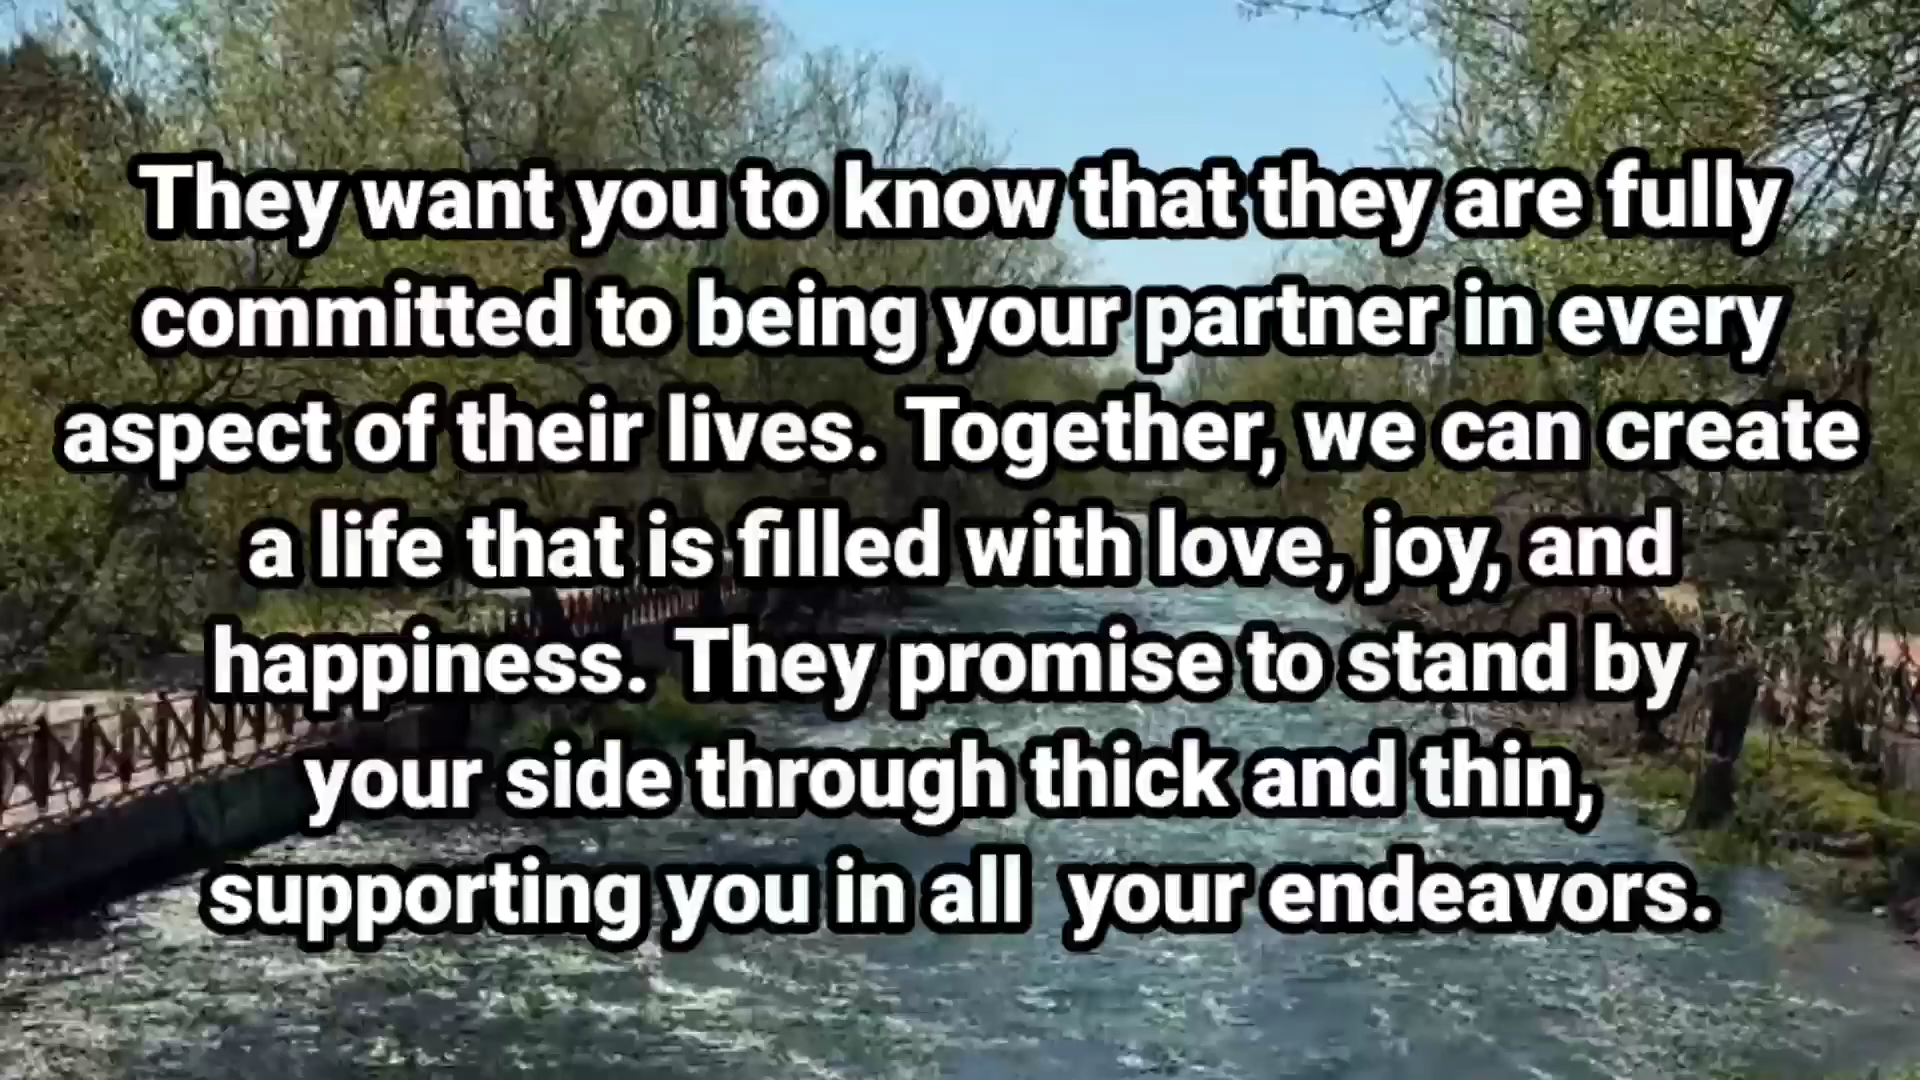 They want you to know that they are fully
committed to being your partner in every
aspect of their lives. Together, we can create
a life that is filled with love, joy, and
happiness. They promise to stand by
your side through thick and thin,
supporting you in all  your endeavors.